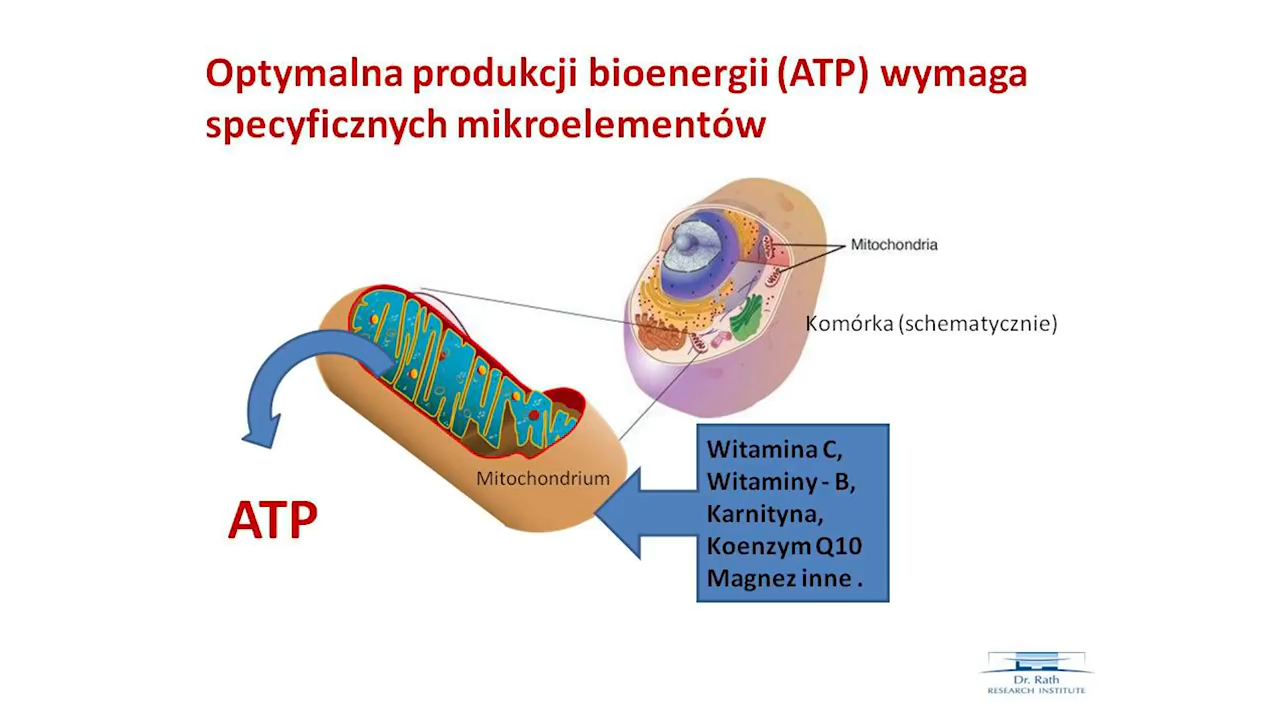 Optymalna produkcji bioenergii (ATP) wymaga
specyficznych mikroelementów
Mitochondria
Komórka (schematycznie)
Mitochondrium
ATP
Witamina C,
Witaminy - B,
Karnityna,
Koenzym Q10
Magnez inne .
Dr. Rath
RESEARCH INSTITUTE